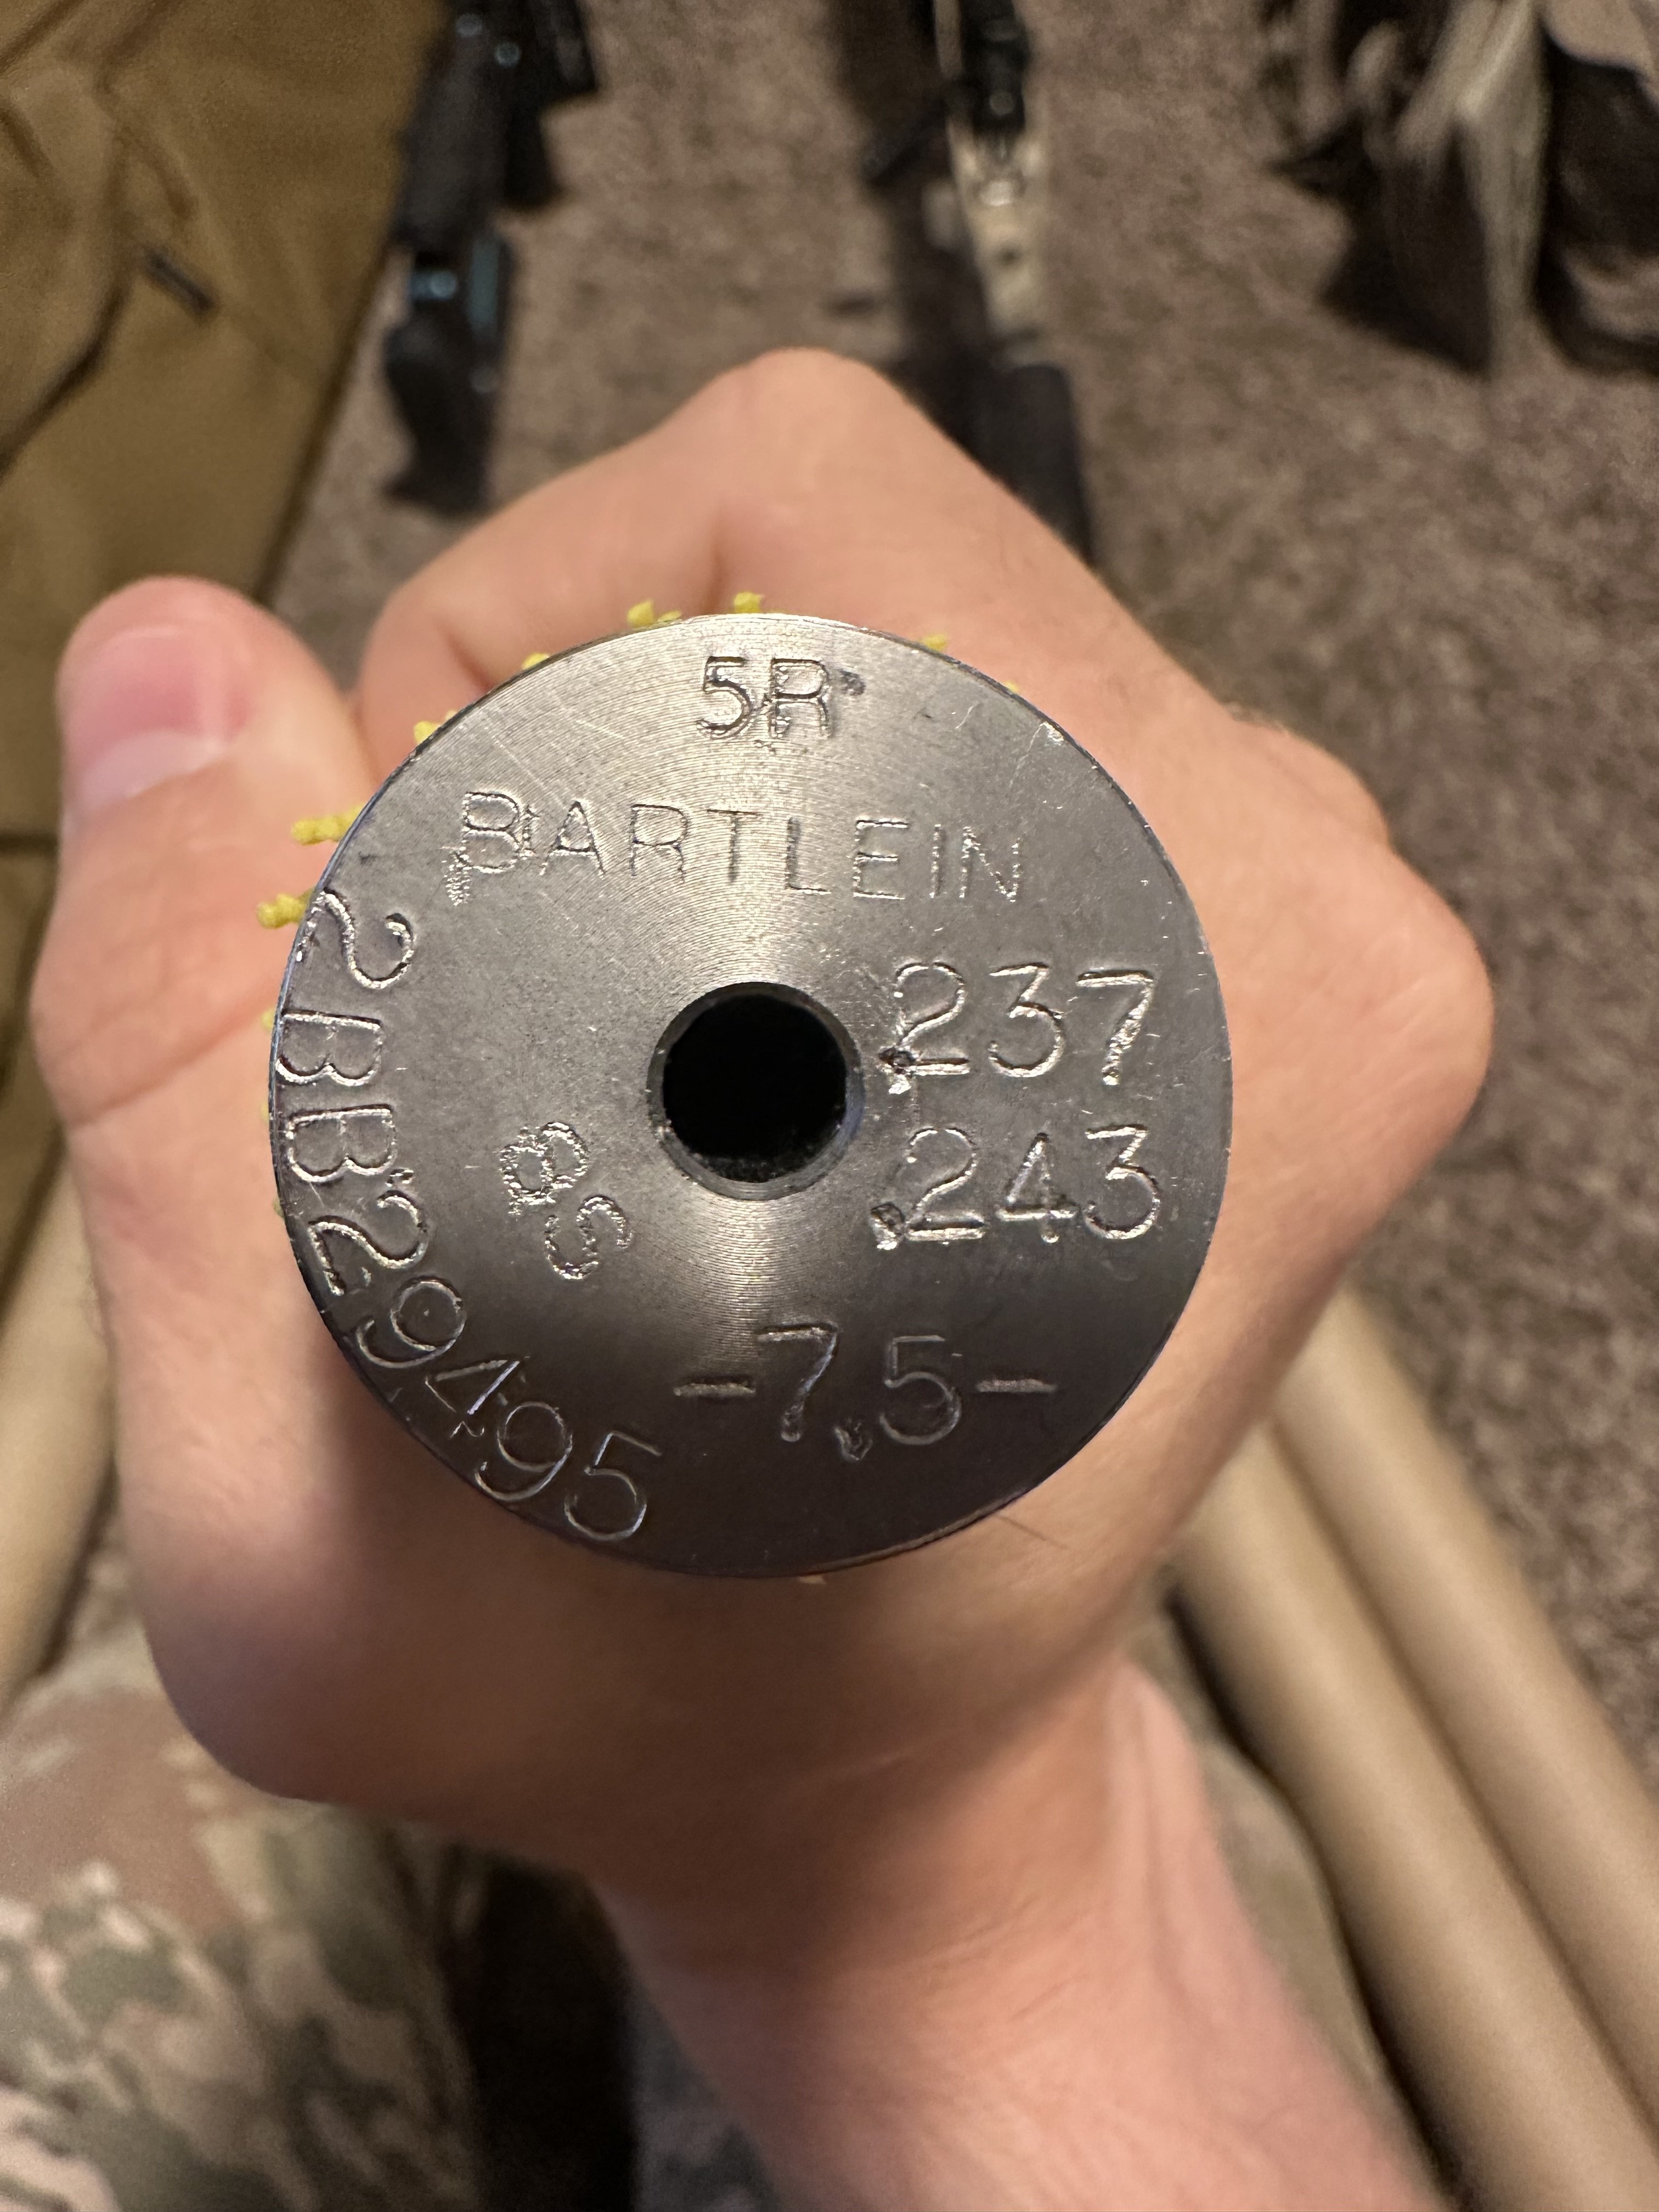 5R
BARTLEIN
.237
.243
-7.5-
8S
2BB29495